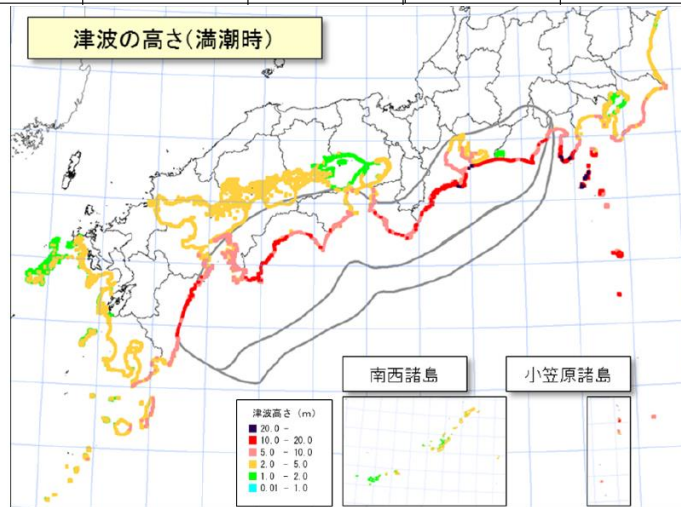 津波の高さ(満潮時)
南西諸島
小笠原諸島
津波高さ (m)
20.0 -
10.0 - 20.0
5.0 - 10.0
2.0 - 5.0
1.0 - 2.0
0.01 - 1.0